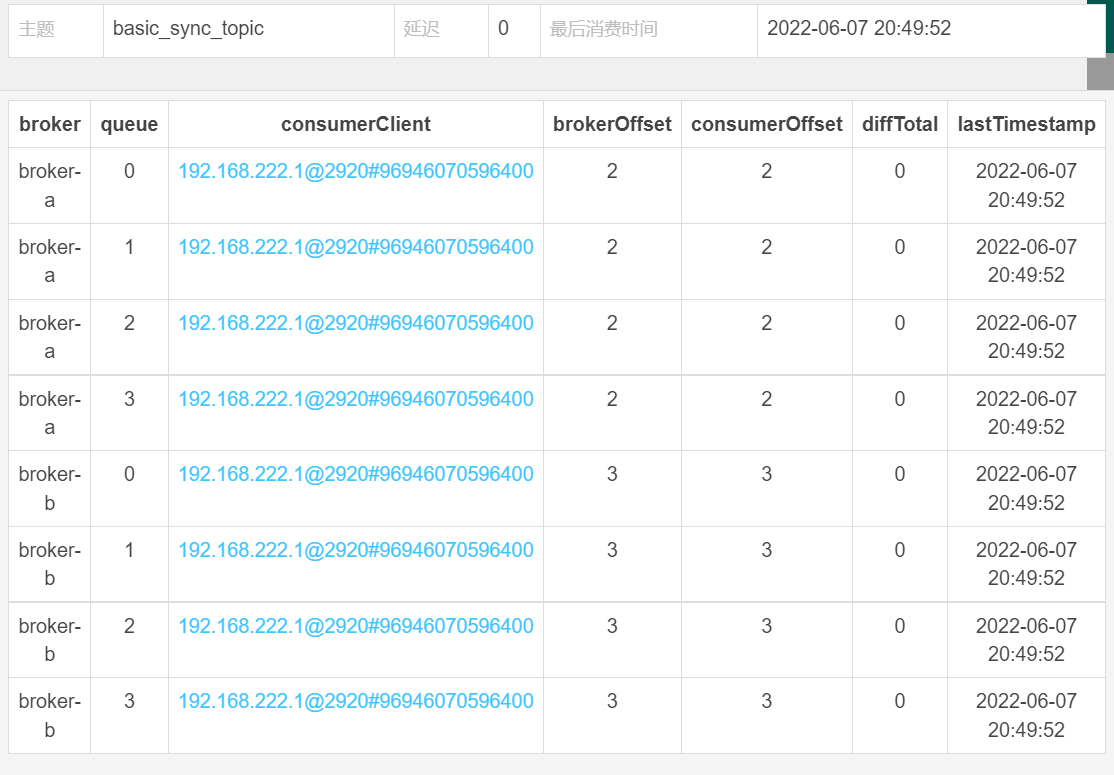 主题 basic_sync_topic 延迟 0 最后消费时间 2022-06-07 20:49:52
broker queue consumerClient brokerOffset consumerOffset diffTotal lastTimestamp
broker- 0 192.168.222.1@2920#96946070596400 2 2 0 2022-06-07
a 20:49:52
broker- 1 192.168.222.1@2920#96946070596400 2 2 0 2022-06-07
a 20:49:52
broker- 2 192.168.222.1@2920#96946070596400 2 2 0 2022-06-07
a 20:49:52
broker- 3 192.168.222.1@2920#96946070596400 2 2 0 2022-06-07
a 20:49:52
broker- 0 192.168.222.1@2920#96946070596400 3 3 0 2022-06-07
b 20:49:52
broker- 1 192.168.222.1@2920#96946070596400 3 3 0 2022-06-07
b 20:49:52
broker- 2 192.168.222.1@2920#96946070596400 3 3 0 2022-06-07
b 20:49:52
broker- 3 192.168.222.1@2920#96946070596400 3 3 0 2022-06-07
b 20:49:52